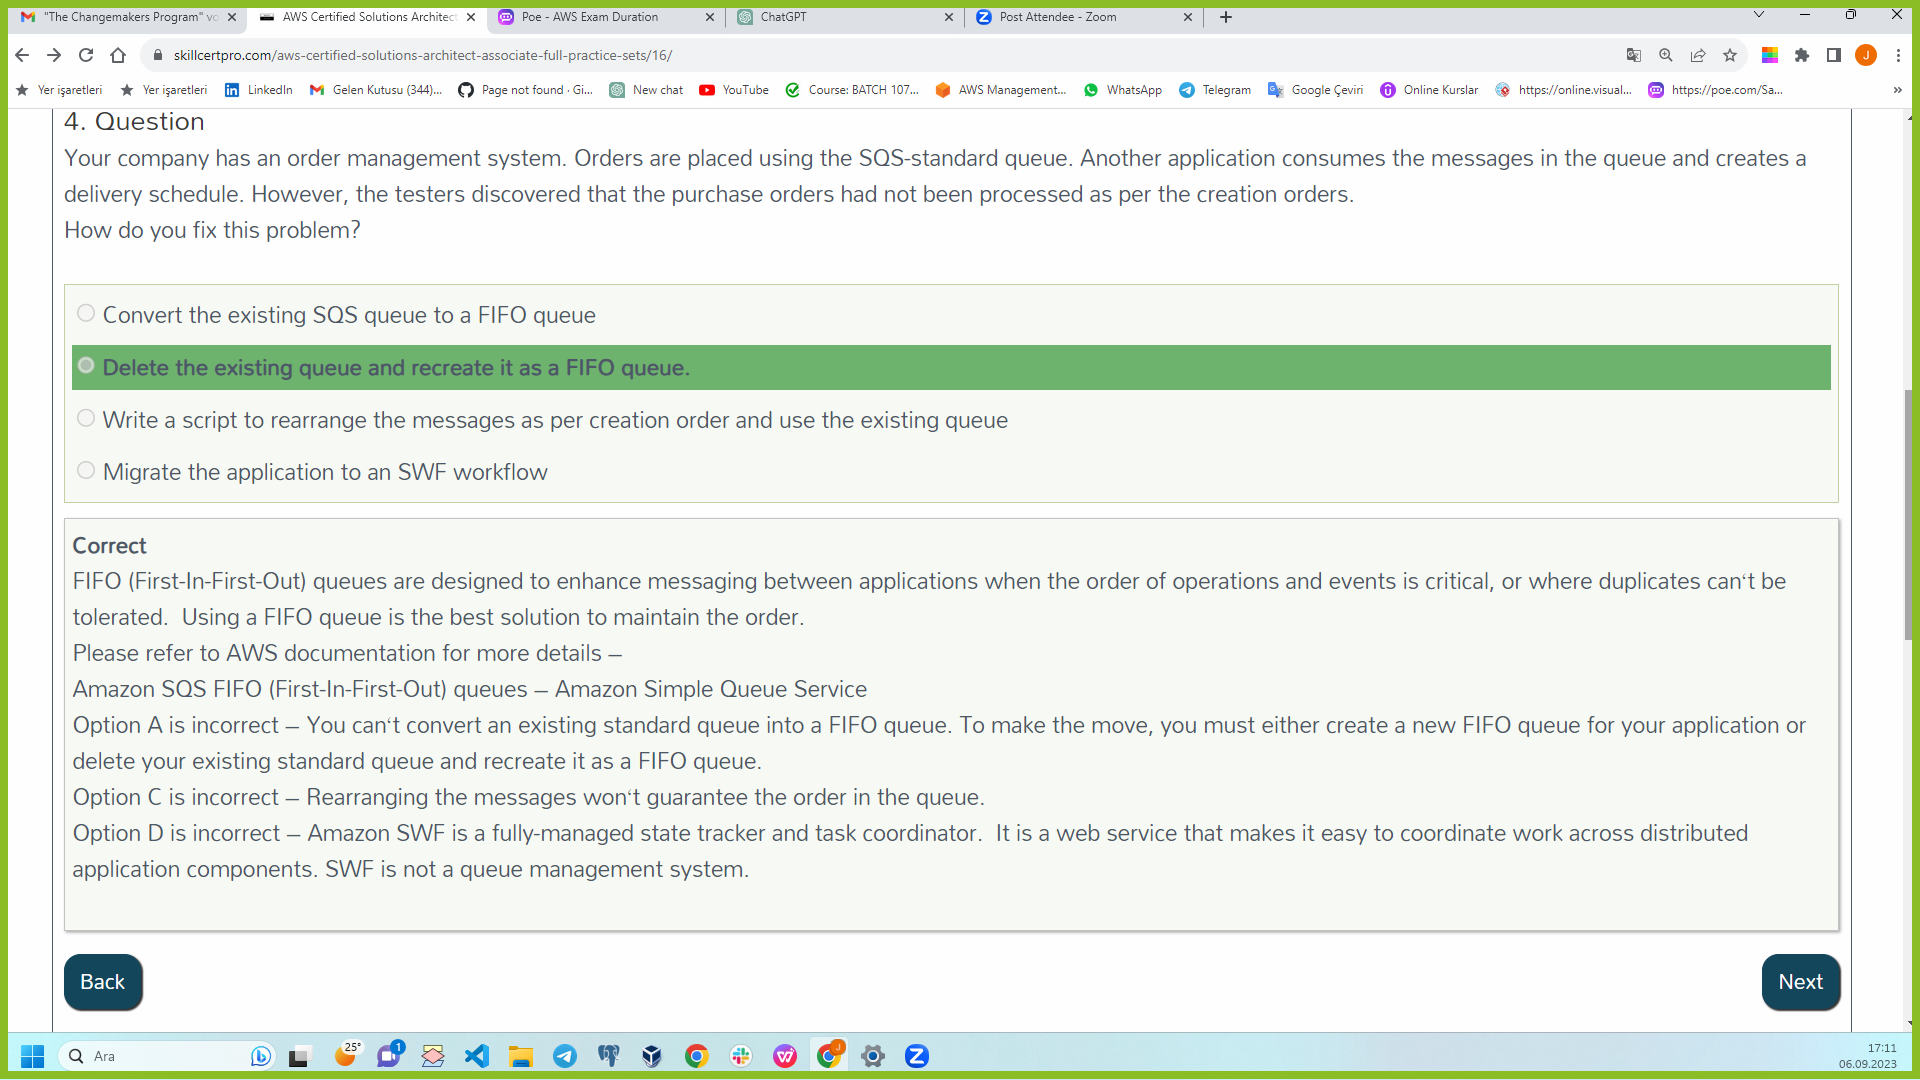 "The Changemakers Program" vo
AWS Certified Solutions Architect
Poe - AWS Exam Duration
ChatGPT
Post Attendee - Zoom
skillcertpro.com/aws-certified-solutions-architect-associate-full-practice-sets/16/
J
Yer işaretleri
Yer işaretleri
LinkedIn
Gelen Kutusu (344)...
Page not found · Gi...
New chat
YouTube
Course: BATCH 107...
AWS Management...
WhatsApp
Telegram
Google Çeviri
Online Kurslar
https://online.visual...
https://poe.com/Sa...
4. Question
Your company has an order management system. Orders are placed using the SQS-standard queue. Another application consumes the messages in the queue and creates a
delivery schedule. However, the testers discovered that the purchase orders had not been processed as per the creation orders.
How do you fix this problem?
Convert the existing SQS queue to a FIFO queue
Delete the existing queue and recreate it as a FIFO queue.
Write a script to rearrange the messages as per creation order and use the existing queue
Migrate the application to an SWF workflow
Correct
FIFO (First-In-First-Out) queues are designed to enhance messaging between applications when the order of operations and events is critical, or where duplicates can‘t be
tolerated.  Using a FIFO queue is the best solution to maintain the order.
Please refer to AWS documentation for more details –
Amazon SQS FIFO (First-In-First-Out) queues – Amazon Simple Queue Service
Option A is incorrect – You can‘t convert an existing standard queue into a FIFO queue. To make the move, you must either create a new FIFO queue for your application or
delete your existing standard queue and recreate it as a FIFO queue.
Option C is incorrect – Rearranging the messages won‘t guarantee the order in the queue.
Option D is incorrect – Amazon SWF is a fully-managed state tracker and task coordinator.  It is a web service that makes it easy to coordinate work across distributed
application components. SWF is not a queue management system.
Back
Next
Ara
25°
1
17:11
06.09.2023